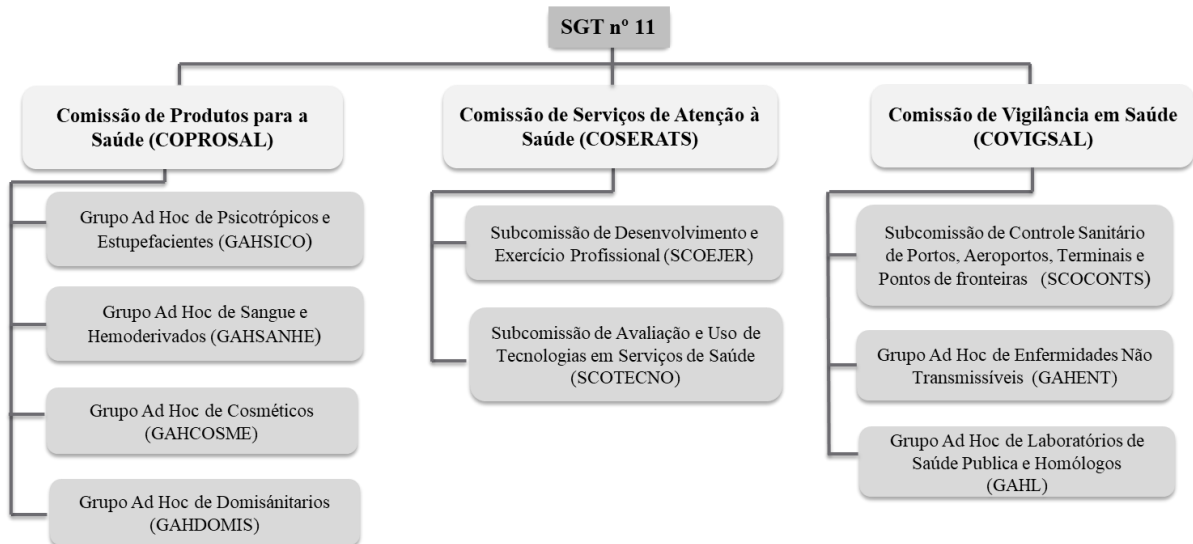 SGT nº 11
Comissão de Produtos para a
Saúde (COPROSAL)
Grupo Ad Hoc de Psicotrópicos e
Estupefacientes (GAHSICO)
Grupo Ad Hoc de Sangue e
Hemoderivados (GAHSANHE)
Grupo Ad Hoc de Cosméticos
(GAHCOSME)
Grupo Ad Hoc de Domisánitarios
(GAHDOMIS)
Comissão de Serviços de Atenção à
Saúde (COSERATS)
Subcomissão de Desenvolvimento e
Exercício Profissional (SCOEJER)
Subcomissão de Avaliação e Uso de
Tecnologias em Serviços de Saúde
(SCOTECNO)
Comissão de Vigilância em Saúde
(COVIGSAL)
Subcomissão de Controle Sanitário
de Portos, Aeroportos, Terminais e
Pontos de fronteiras (SCOCONTS)
Grupo Ad Hoc de Enfermidades Não
Transmissíveis (GAHENT)
Grupo Ad Hoc de Laboratórios de
Saúde Publica e Homólogos
(GAHL)